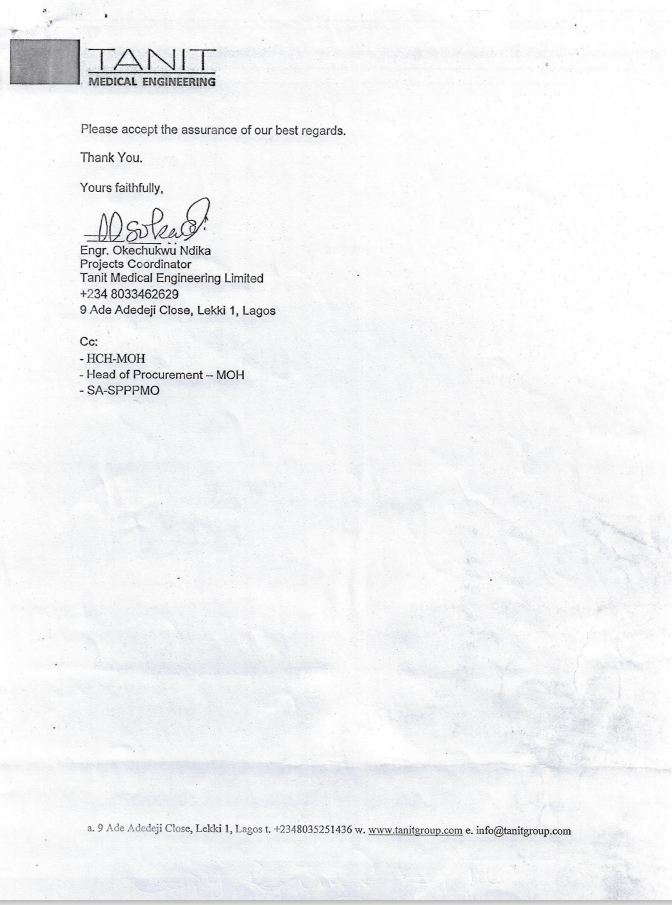 TANIT
MEDICAL ENGINEERING
Please accept the assurance of our best regards.
Thank You.
Yours faithfully,
Engr. Okechukwu Ndika
Projects Coordinator
Tanit Medical Engineering Limited
+234 8033462629
9 Ade Adedeji Close, Lekki 1, Lagos
Cc:
- HCH-MOH
- Head of Procurement – MOH
- SA-SPPPMO
a. 9 Ade Adedeji Close, Lekki 1, Lagos t. +2348035251436 w. www.tanitgroup.com e. info@tanitgroup.com